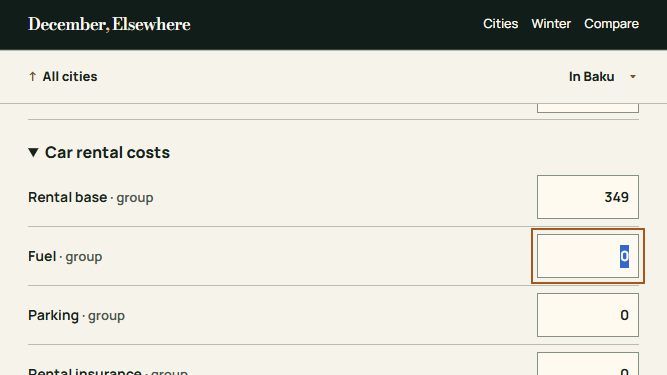 December, Elsewhere
Cities Winter Compare
↑ All cities
In Baku
▼ Car rental costs
Rental base · group 349
Fuel · group 0
Parking · group 0
Rental insurance · group 0